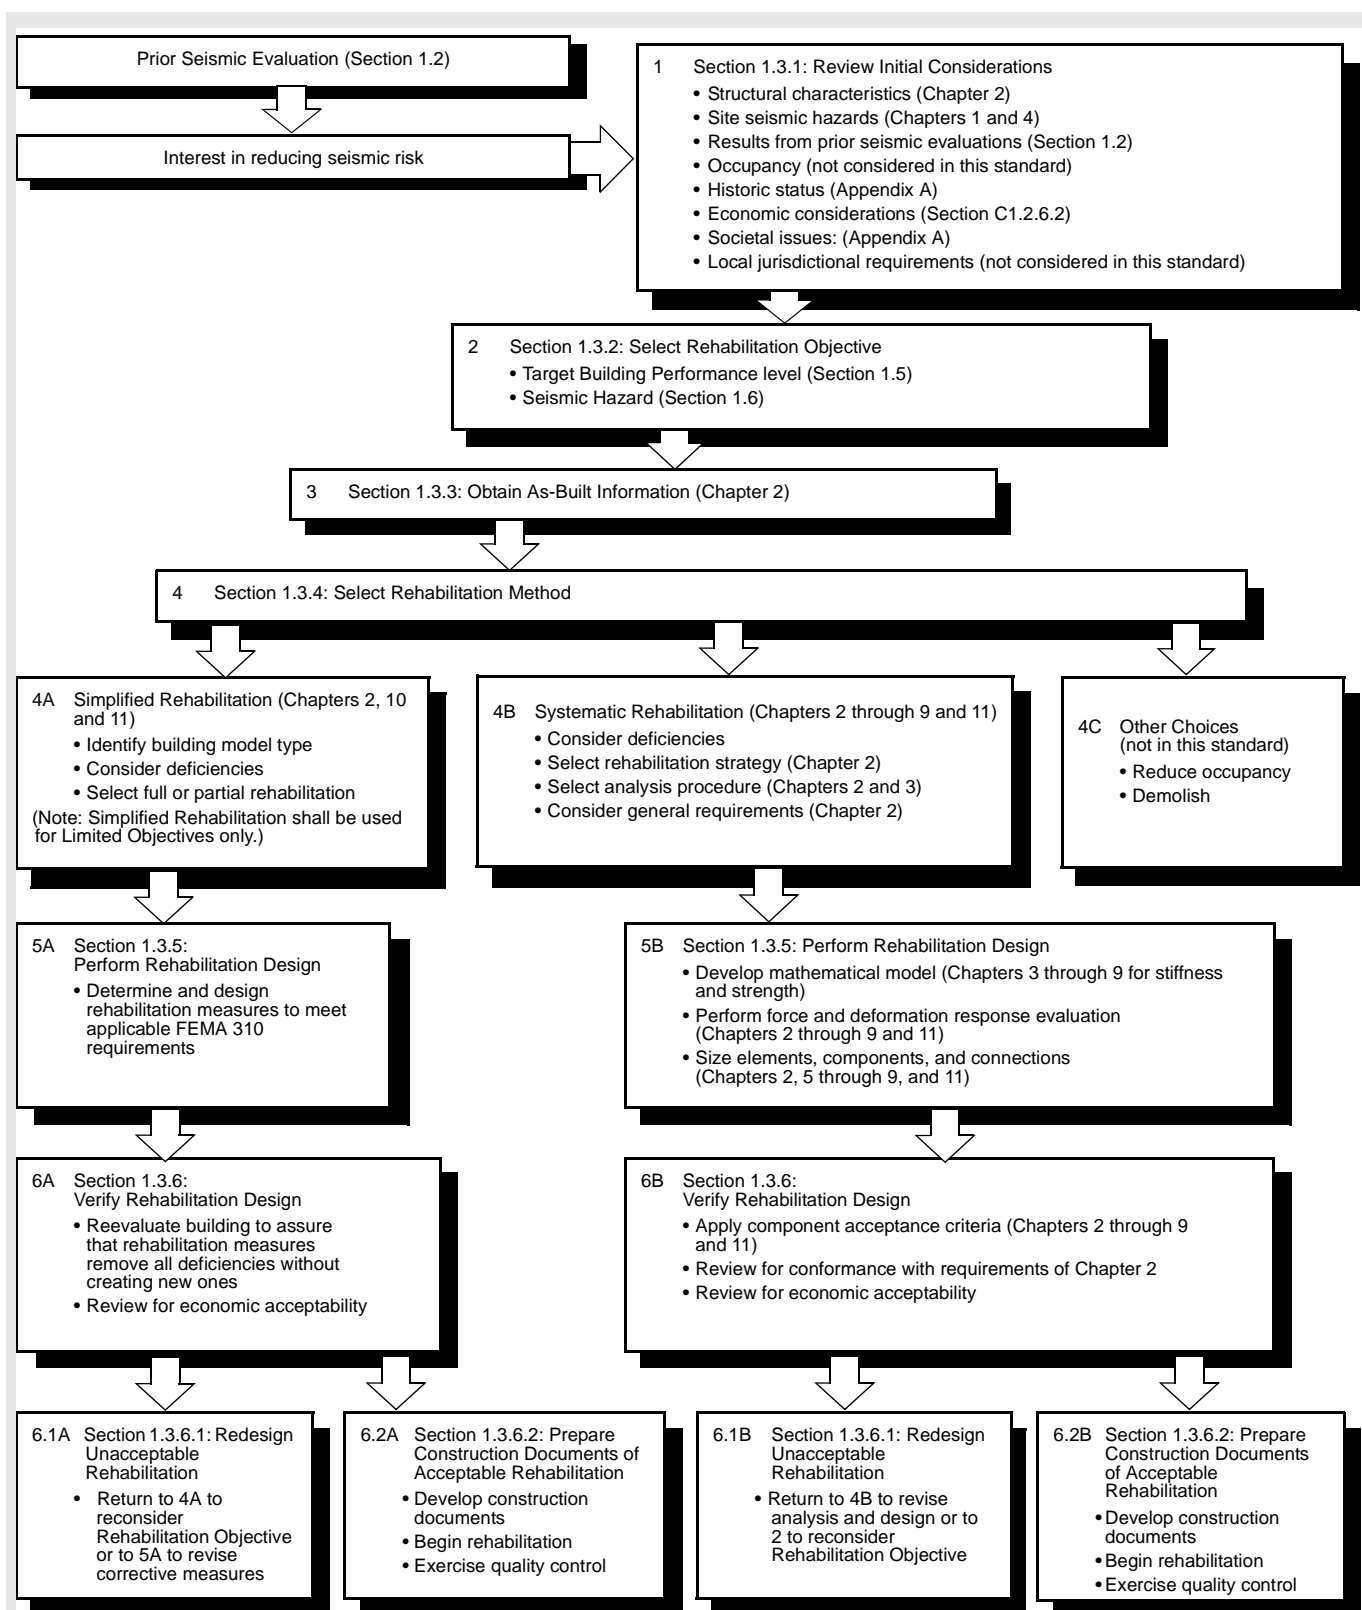 Prior Seismic Evaluation (Section 1.2)
Interest in reducing seismic risk
1 Section 1.3.1: Review Initial Considerations
• Structural characteristics (Chapter 2)
• Site seismic hazards (Chapters 1 and 4)
• Results from prior seismic evaluations (Section 1.2)
• Occupancy (not considered in this standard)
• Historic status (Appendix A)
• Economic considerations (Section C1.2.6.2)
• Societal issues: (Appendix A)
• Local jurisdictional requirements (not considered in this standard)
2 Section 1.3.2: Select Rehabilitation Objective
• Target Building Performance level (Section 1.5)
• Seismic Hazard (Section 1.6)
3 Section 1.3.3: Obtain As-Built Information (Chapter 2)
4 Section 1.3.4: Select Rehabilitation Method
4A Simplified Rehabilitation (Chapters 2, 10
and 11)
• Identify building model type
• Consider deficiencies
• Select full or partial rehabilitation
(Note: Simplified Rehabilitation shall be used
for Limited Objectives only.)
4B Systematic Rehabilitation (Chapters 2 through 9 and 11)
• Consider deficiencies
• Select rehabilitation strategy (Chapter 2)
• Select analysis procedure (Chapters 2 and 3)
• Consider general requirements (Chapter 2)
4C Other Choices
(not in this standard)
• Reduce occupancy
• Demolish
5A Section 1.3.5:
Perform Rehabilitation Design
• Determine and design
rehabilitation measures to meet
applicable FEMA 310
requirements
5B Section 1.3.5: Perform Rehabilitation Design
• Develop mathematical model (Chapters 3 through 9 for stiffness
and strength)
• Perform force and deformation response evaluation
(Chapters 2 through 9 and 11)
• Size elements, components, and connections
(Chapters 2, 5 through 9, and 11)
6A Section 1.3.6:
Verify Rehabilitation Design
• Reevaluate building to assure
that rehabilitation measures
remove all deficiencies without
creating new ones
• Review for economic acceptability
6B Section 1.3.6:
Verify Rehabilitation Design
• Apply component acceptance criteria (Chapters 2 through 9
and 11)
• Review for conformance with requirements of Chapter 2
• Review for economic acceptability
6.1A Section 1.3.6.1: Redesign
Unacceptable
Rehabilitation
• Return to 4A to
reconsider
Rehabilitation Objective
or to 5A to revise
corrective measures
6.2A Section 1.3.6.2: Prepare
Construction Documents of
Acceptable Rehabilitation
• Develop construction
documents
• Begin rehabilitation
• Exercise quality control
6.1B Section 1.3.6.1: Redesign
Unacceptable
Rehabilitation
• Return to 4B to revise
analysis and design or to
2 to reconsider
Rehabilitation Objective
6.2B Section 1.3.6.2: Prepare
Construction Documents
of Acceptable
Rehabilitation
• Develop construction
documents
• Begin rehabilitation
• Exercise quality control